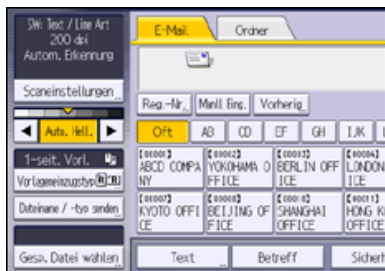 SW: Text / Line Art
200 dpi
Autom. Erkennung
Scaneinstellungen
Auto. Hell.
1-seit. Vorl.
Vorlageneinzugstyp
Dateiname / -typ senden
Gesp. Datei wählen
E-Mail
Ordner
Reg.-Nr.
Manll Eing.
Vorherig.
Oft
AB
CD
EF
GH
IJK
[00001]
ABCD COMPA
NY
[00002]
YOKOHAMA O
FFICE
[00003]
BERLIN OFF
ICE
[00004]
LONDON
ICE
[00007]
KYOTO OFFI
CE
[00008]
BEIJING OF
FICE
SHANGHAI
OFFICE
[00011]
HONG K
OFFICE
Text
Betreff
Sicher